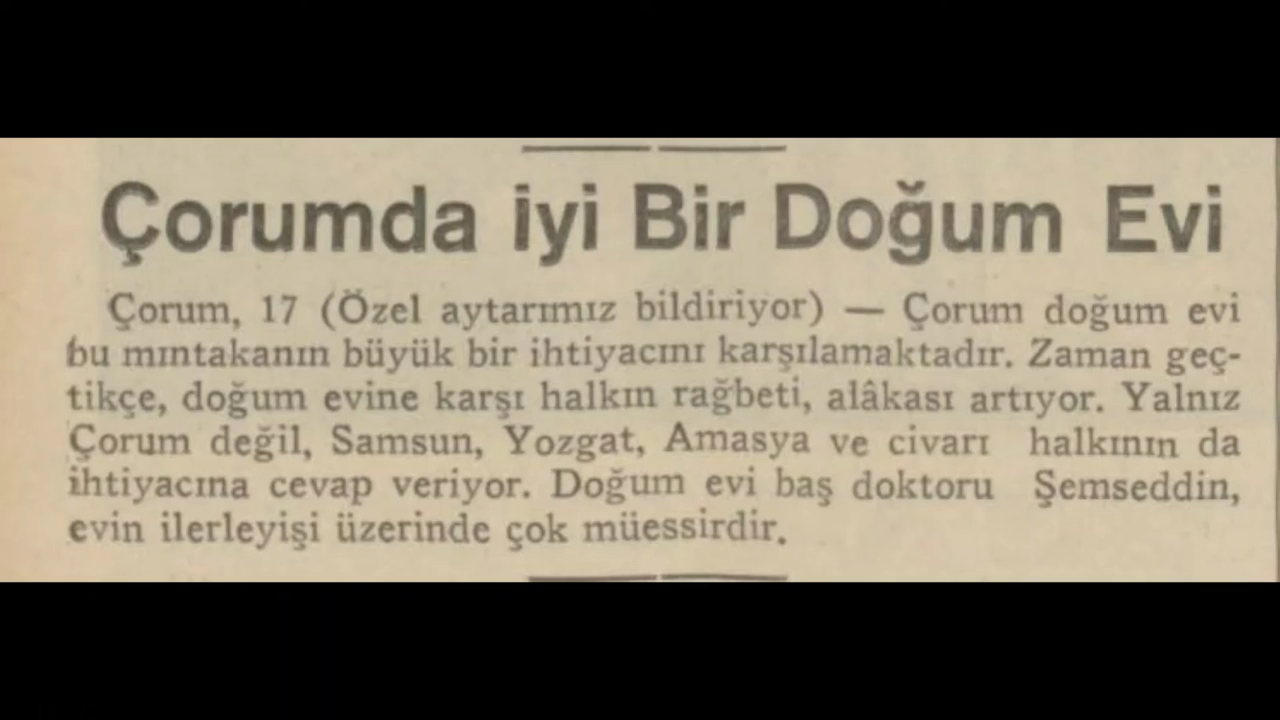 Çorumda iyi Bir Doğum Evi
Çorum, 17 (Özel aytarımız bildiriyor) — Çorum doğum evi
bu mıntakanın büyük bir ihtiyacını karşılamaktadır. Zaman geç-
tikçe, doğum evine karşı halkın rağbeti, alâkası artıyor. Yalnız
Çorum değil, Samsun, Yozgat, Amasya ve civarı halkının da
ihtiyacına cevap veriyor. Doğum evi baş doktoru Şemseddin,
evin ilerleyişi üzerinde çok müessirdir.